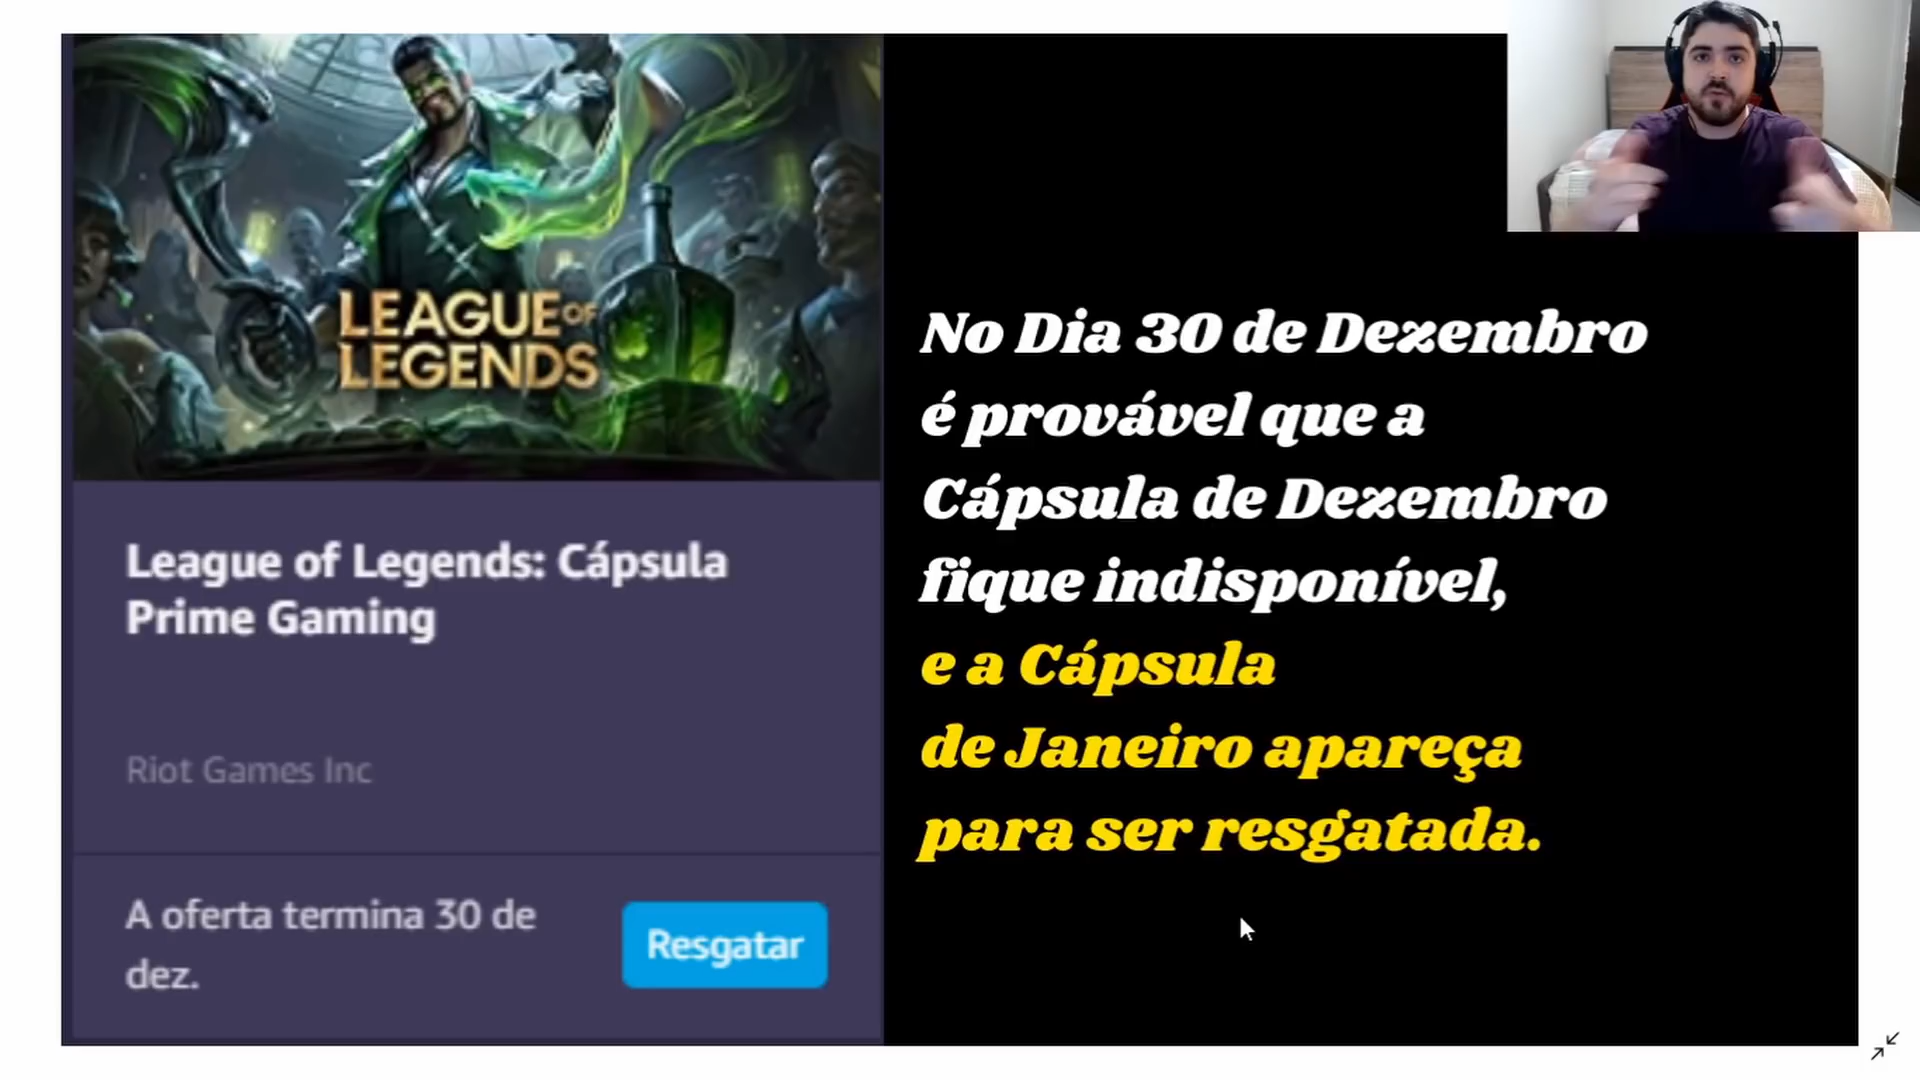 LEAGUE OF
LEGENDS
League of Legends: Cápsula
Prime Gaming
Riot Games Inc
A oferta termina 30 de
dez.
Resgatar
No Dia 30 de Dezembro
é provável que a
Cápsula de Dezembro
fique indisponível,
e a Cápsula
de Janeiro apareça
para ser resgatada.